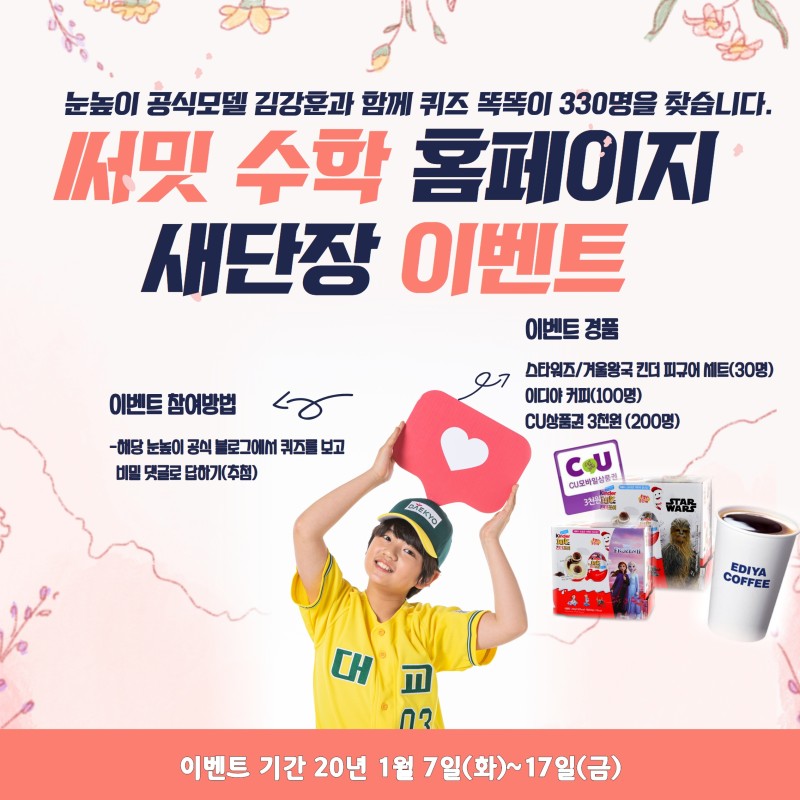 눈높이 공식모델 김강훈과 함께 퀴즈 똑똑이 330명을 찾습니다.
써밋 수학 홈페이지
새단장 이벤트
이벤트 경품
스타워즈/겨울왕국 킨더 피규어 세트(30명)
이디야 커피(100명)
CU상품권 3천원 (200명)
이벤트 참여방법
-해당 눈높이 공식 블로그에서 퀴즈를 보고
비밀 댓글로 답하기(추첨)
CU
CU모바일상품권
3천원
Kinder
STAR
WARS
Kinder
EDIYA
COFFEE
DAEKYO
대교
03
이벤트 기간 20년 1월 7일(화)~17일(금)